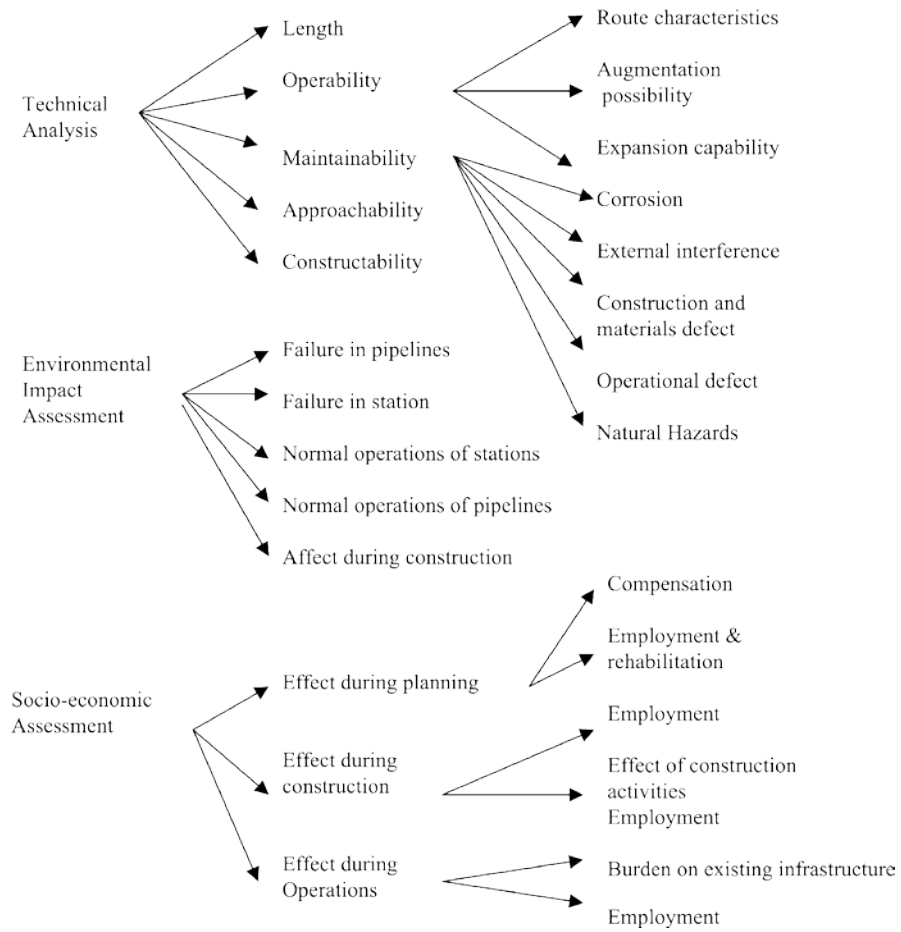 Technical
Analysis
Length
Operability
Maintainability
Approachability
Constructability
Route characteristics
Augmentation
possibility
Expansion capability
Corrosion
External interference
Construction and
materials defect
Operational defect
Natural Hazards
Environmental
Impact
Assessment
Failure in pipelines
Failure in station
Normal operations of stations
Normal operations of pipelines
Affect during construction
Socio-economic
Assessment
Effect during planning
Compensation
Employment &
rehabilitation
Effect during
construction
Employment
Effect of construction
activities
Employment
Effect during
Operations
Burden on existing infrastructure
Employment